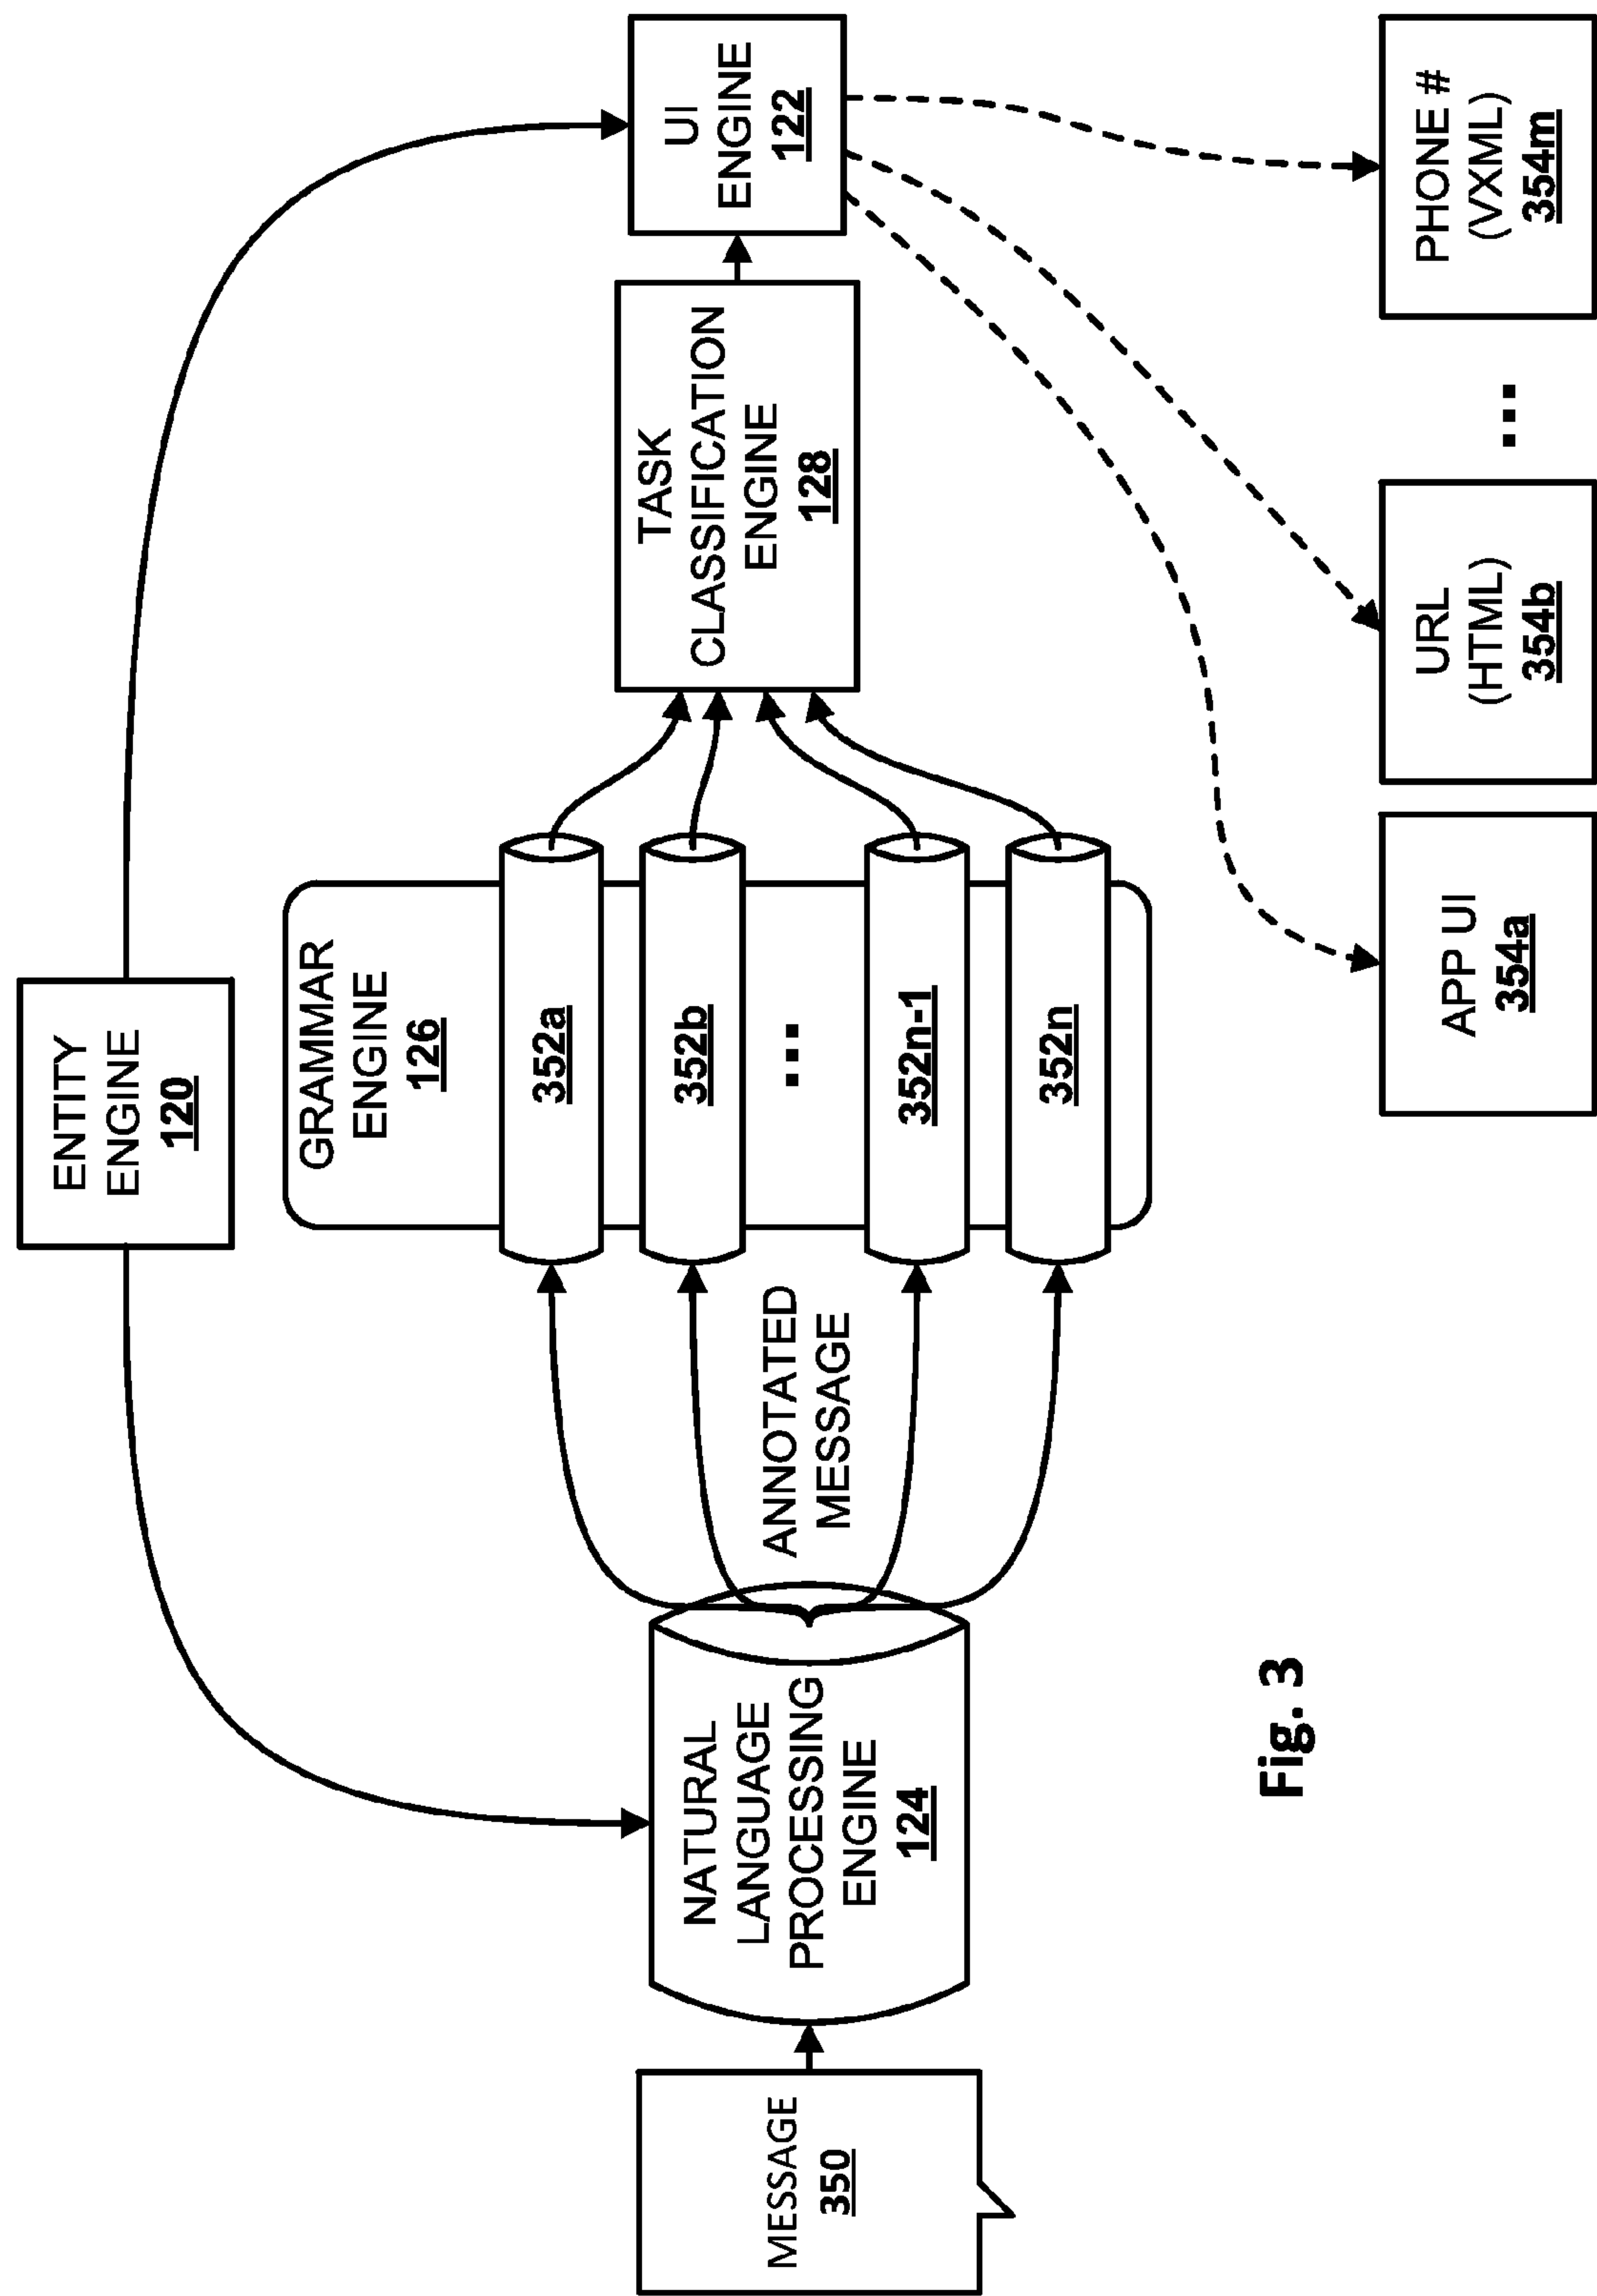 ENTITY
ENGINE
120
GRAMMAR
ENGINE
126
352a
352b
...
352n-1
352n
MESSAGE
350
NATURAL
LANGUAGE
PROCESSING
ENGINE
124
ANNOTATED
MESSAGE
TASK
CLASSIFICATION
ENGINE
128
UI
ENGINE
122
APP UI
354a
URL
(HTML)
354b
...
PHONE #
(VXML)
354m
Fig. 3